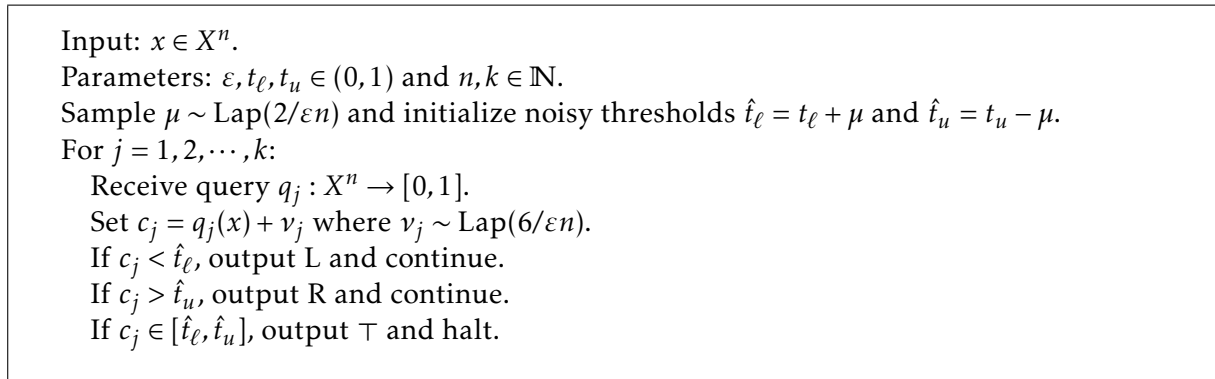 Input: x ∈ Xⁿ.
Parameters: ε, t_ℓ, t_u ∈ (0, 1) and n, k ∈ ℕ.
Sample μ ∼ Lap(2/εn) and initialize noisy thresholds t̂_ℓ = t_ℓ + μ and t̂_u = t_u − μ.
For j = 1, 2, ⋯, k:
Receive query q_j : Xⁿ → [0, 1].
Set c_j = q_j(x) + ν_j where ν_j ∼ Lap(6/εn).
If c_j < t̂_ℓ, output L and continue.
If c_j > t̂_u, output R and continue.
If c_j ∈ [t̂_ℓ, t̂_u], output ⊤ and halt.